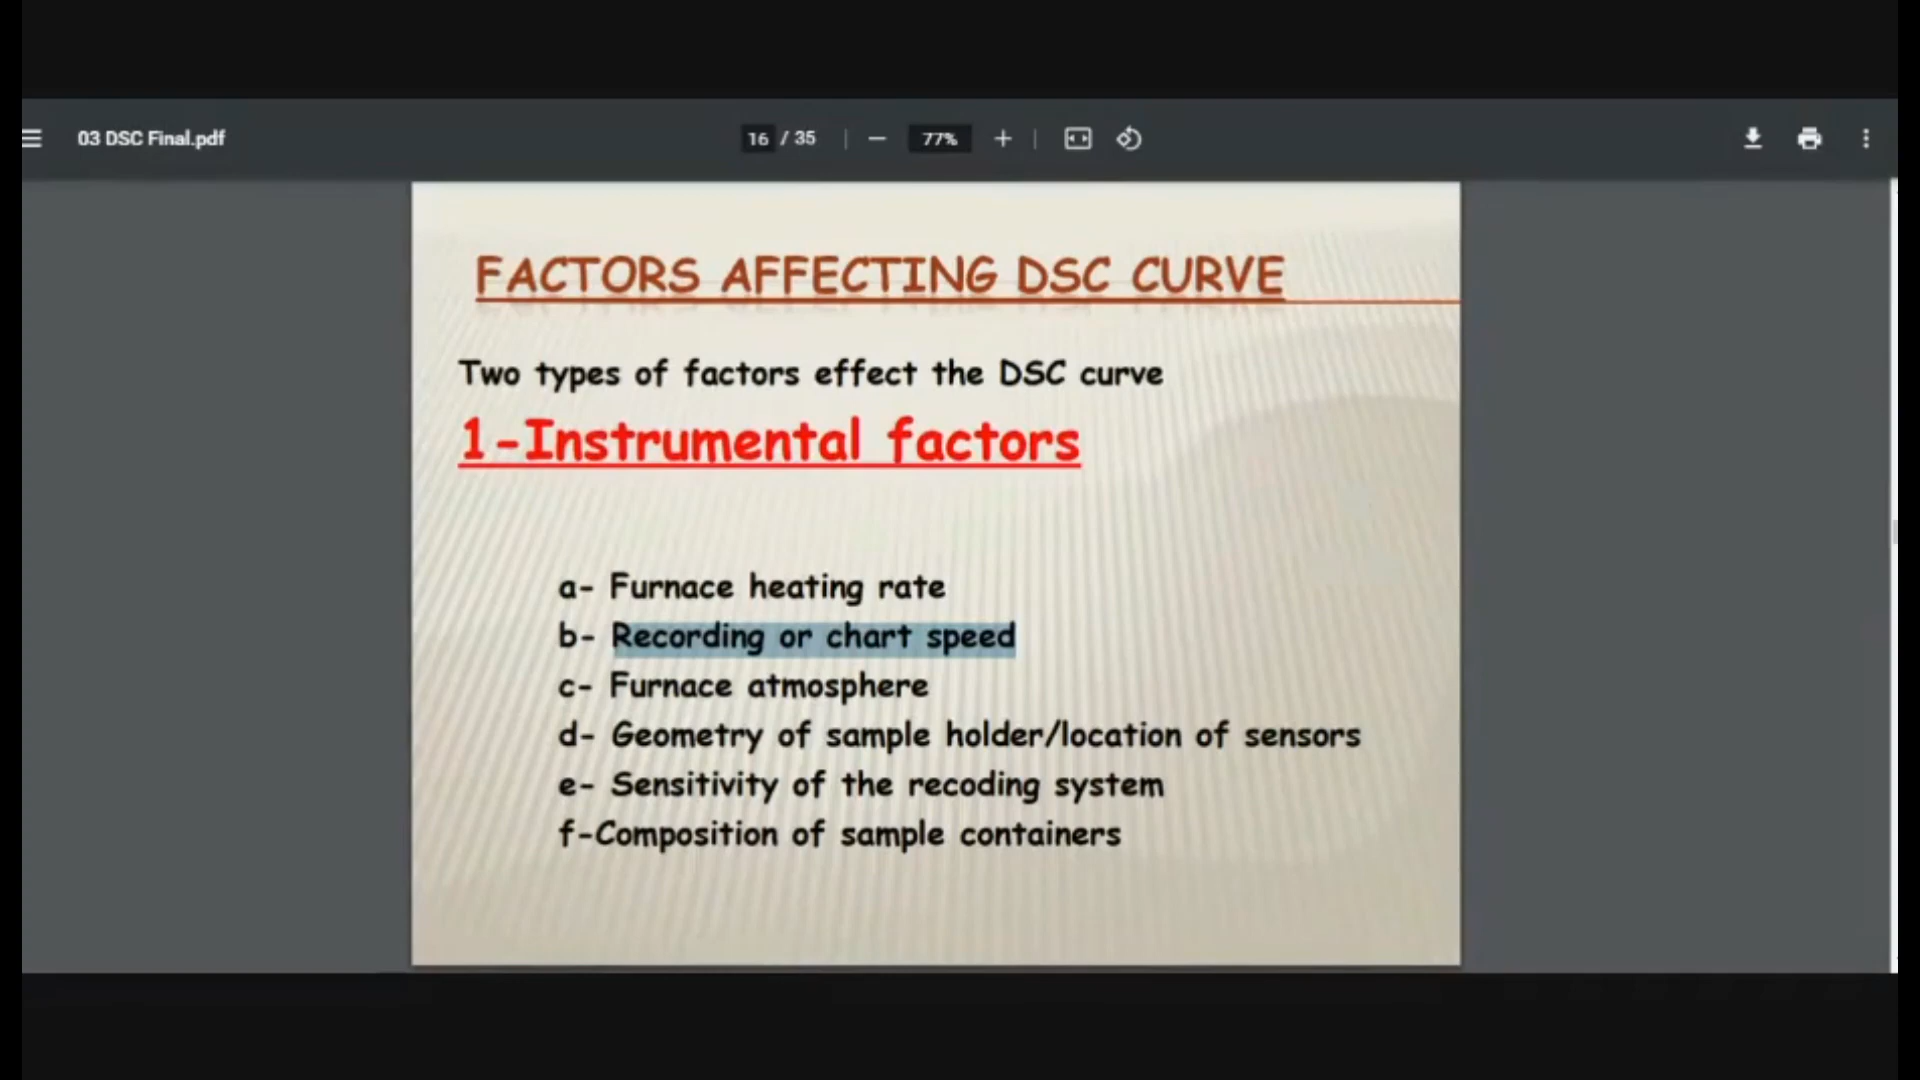 03 DSC Final.pdf
16 / 35
77%
FACTORS AFFECTING DSC CURVE
Two types of factors effect the DSC curve
1-Instrumental factors
a- Furnace heating rate
b- Recording or chart speed
c- Furnace atmosphere
d- Geometry of sample holder/location of sensors
e- Sensitivity of the recoding system
f-Composition of sample containers